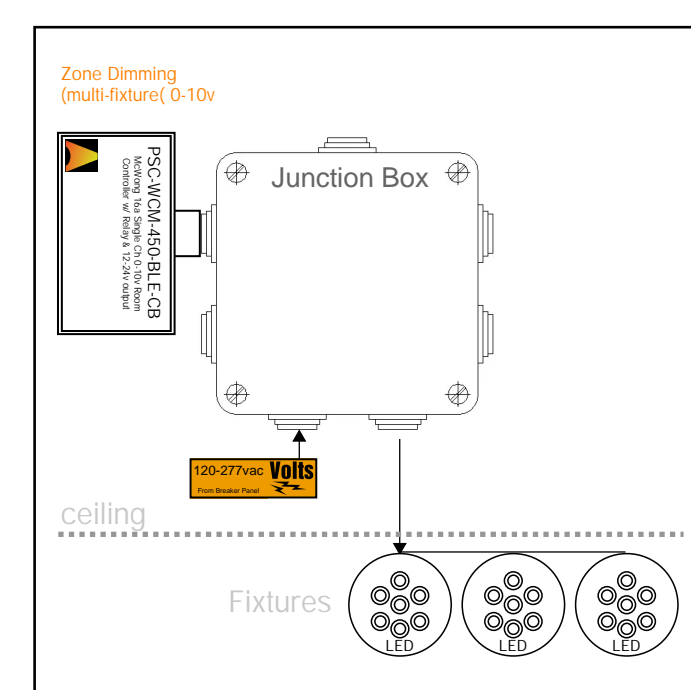 Zone Dimming
(multi-fixture( 0-10v
PSC-WCM-450-BLE-CB
McWong 16a Single Ch 0-10v Room
Controller w/ Relay & 12-24v output
Junction Box
120-277vac Volts
From Breaker Panel
ceiling
Fixtures
LED LED LED